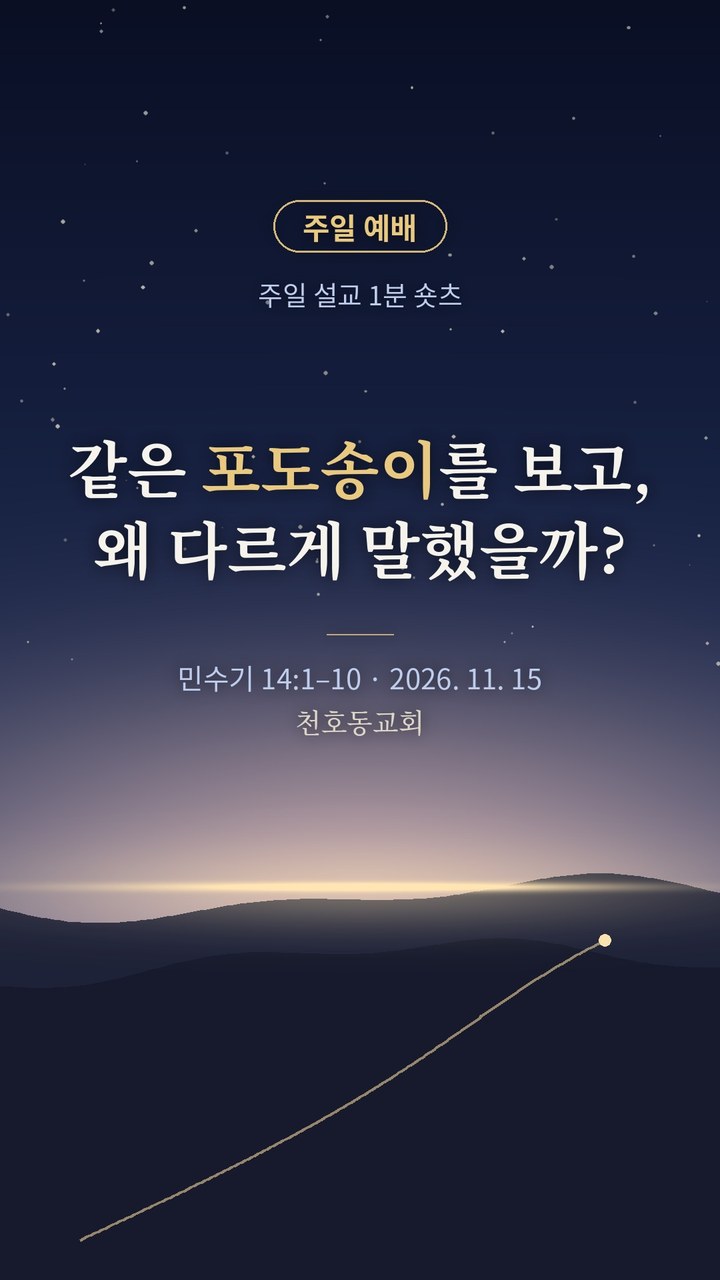 주일 예배
주일 설교 1분 숏츠
같은 포도송이를 보고,
왜 다르게 말했을까?
민수기 14:1–10 · 2026. 11. 15
천호동교회